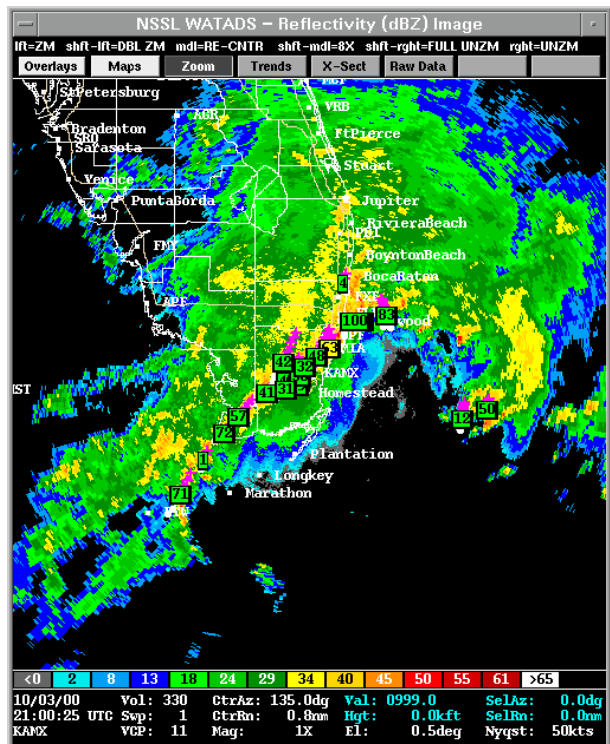 NSSL WATADS – Reflectivity (dBZ) Image
lft=ZM shft-lft=DBL ZM mdl=RE-CNTR shft-mdl=8X shft-rght=FULL UNZM rght=UNZM
Overlays Maps Zoom Trends X-Sect Raw Data
StPetersburg
AGR VRB
Bradenton FtPierce
SRQ
Sarasota
Stuart
Venice
PuntaGorda Jupiter
RivieraBeach
PBI
FMY BoyntonBeach
BocaRaton
4
APF FXE
100 83
MIA
63
48
42 32
KAMX
41 31
Homestead
57
12 50
72
Plantation
1
Longkey
71 Marathon
<0 2 8 13 18 24 29 34 40 45 50 55 61 >65
10/03/00 Vol: 330 CtrAz: 135.0dg Val: 0999.0 SelAz: 0.0dg
21:00:25 UTC Swp: 1 CtrRn: 0.8nm Hgt: 0.0kft SelRn: 0.0nm
KAMX VCP: 11 Mag: 1X El: 0.5deg Nyqst: 50kts